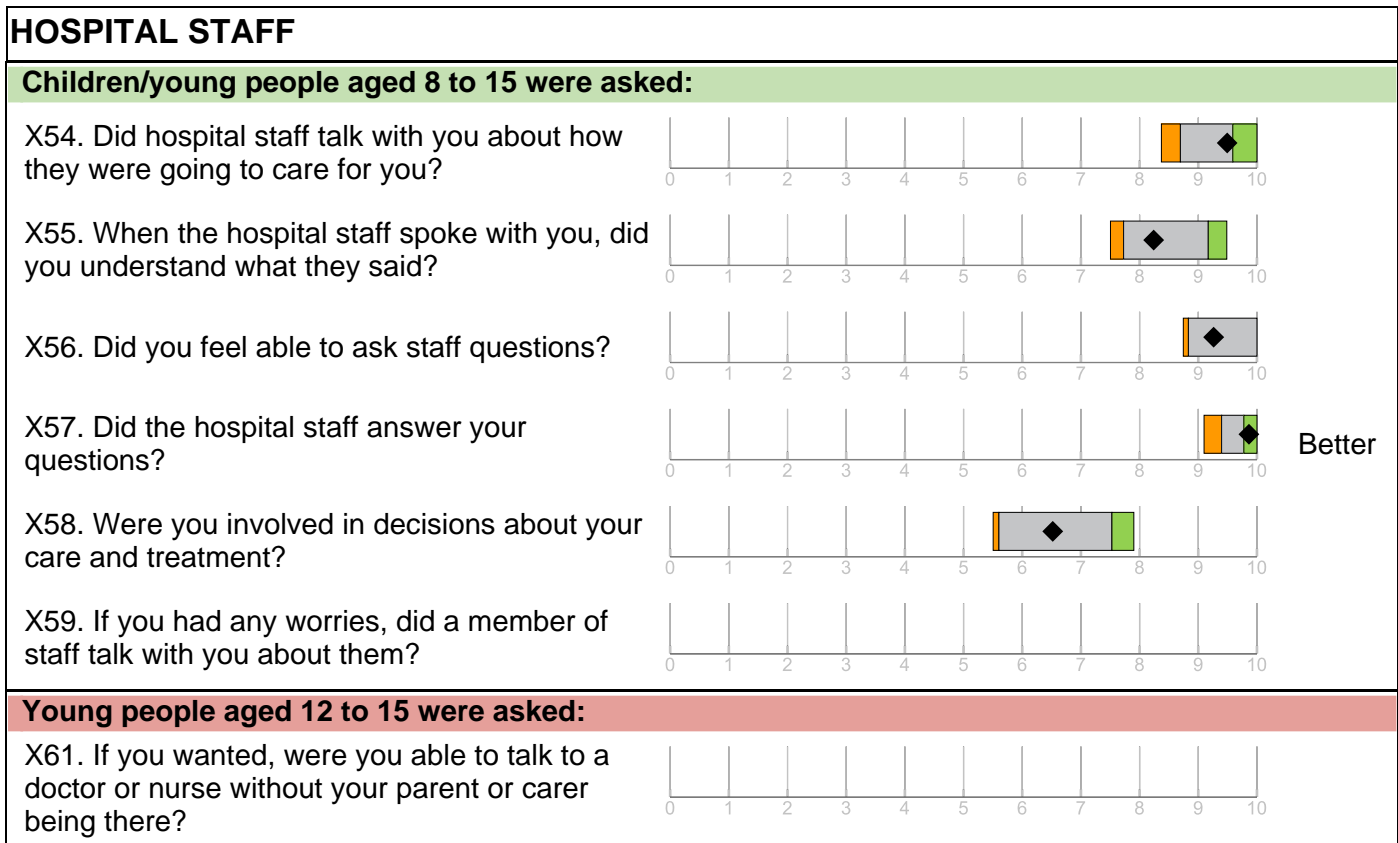 HOSPITAL STAFF
Children/young people aged 8 to 15 were asked:
X54. Did hospital staff talk with you about how
they were going to care for you?
0 1 2 3 4 5 6 7 8 9 10
X55. When the hospital staff spoke with you, did
you understand what they said?
0 1 2 3 4 5 6 7 8 9 10
X56. Did you feel able to ask staff questions?
0 1 2 3 4 5 6 7 8 9 10
X57. Did the hospital staff answer your
questions?
0 1 2 3 4 5 6 7 8 9 10
Better
X58. Were you involved in decisions about your
care and treatment?
0 1 2 3 4 5 6 7 8 9 10
X59. If you had any worries, did a member of
staff talk with you about them?
0 1 2 3 4 5 6 7 8 9 10
Young people aged 12 to 15 were asked:
X61. If you wanted, were you able to talk to a
doctor or nurse without your parent or carer
being there?
0 1 2 3 4 5 6 7 8 9 10